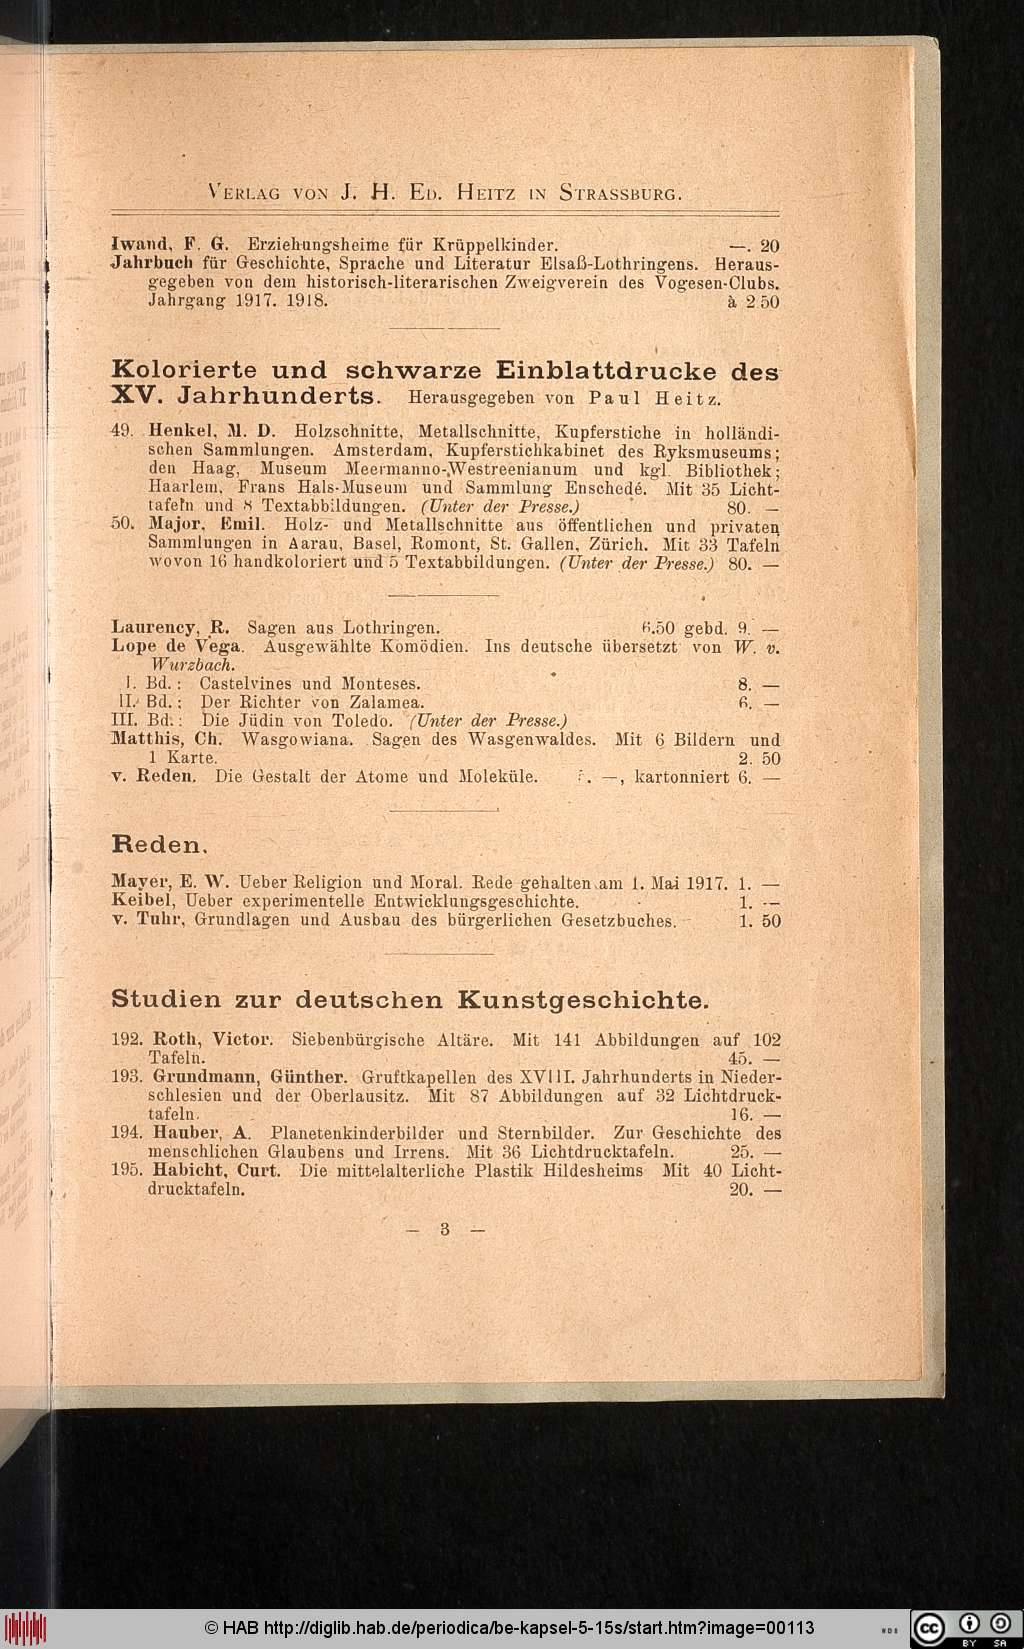 VERLAG VON J. H. ED. HEITZ IN STRASSBURG.
Iwand, F. G. Erziehungsheime für Krüppelkinder. —. 20
Jahrbuch für Geschichte, Sprache und Literatur Elsaß-Lothringens. Heraus-
gegeben von dem historisch-literarischen Zweigverein des Vogesen-Clubs.
Jahrgang 1917. 1918. à 2.50
Kolorierte und schwarze Einblattdrucke des
XV. Jahrhunderts. Herausgegeben von Paul Heitz.
49. Henkel, M. D. Holzschnitte, Metallschnitte, Kupferstiche in holländi-
schen Sammlungen. Amsterdam, Kupferstichkabinet des Ryksmuseums;
den Haag, Museum Meermanno-Westreenianum und kgl. Bibliothek;
Haarlem, Frans Hals-Museum und Sammlung Enschedé. Mit 35 Licht-
tafeln und 8 Textabbildungen. (Unter der Presse.) 80. —
50. Major, Emil. Holz- und Metallschnitte aus öffentlichen und privaten
Sammlungen in Aarau, Basel, Romont, St. Gallen, Zürich. Mit 33 Tafeln
wovon 16 handkoloriert und 5 Textabbildungen. (Unter der Presse.) 80. —
Laurency, R. Sagen aus Lothringen. 6.50 gebd. 9. —
Lope de Vega. Ausgewählte Komödien. Ins deutsche übersetzt von W. v.
Wurzbach.
I. Bd.: Castelvines und Monteses. 8. —
II. Bd.: Der Richter von Zalamea. 6. —
III. Bd.: Die Jüdin von Toledo. (Unter der Presse.)
Matthis, Ch. Wasgowiana. Sagen des Wasgenwaldes. Mit 6 Bildern und
1 Karte. 2. 50
v. Reden. Die Gestalt der Atome und Moleküle. —, kartonniert 6. —
Reden.
Mayer, E. W. Ueber Religion und Moral. Rede gehalten am 1. Mai 1917. 1. —
Keibel, Ueber experimentelle Entwicklungsgeschichte. 1. —
v. Tuhr, Grundlagen und Ausbau des bürgerlichen Gesetzbuches. 1. 50
Studien zur deutschen Kunstgeschichte.
192. Roth, Victor. Siebenbürgische Altäre. Mit 141 Abbildungen auf 102
Tafeln. 45. —
193. Grundmann, Günther. Gruftkapellen des XVIII. Jahrhunderts in Nieder-
schlesien und der Oberlausitz. Mit 87 Abbildungen auf 32 Lichtdruck-
tafeln. 16. —
194. Hauber, A. Planetenkinderbilder und Sternbilder. Zur Geschichte des
menschlichen Glaubens und Irrens. Mit 36 Lichtdrucktafeln. 25. —
195. Habicht, Curt. Die mittelalterliche Plastik Hildesheims Mit 40 Licht-
drucktafeln. 20. —
— 3 —
© HAB http://diglib.hab.de/periodica/be-kapsel-5-15s/start.htm?image=00113
cc BY SA